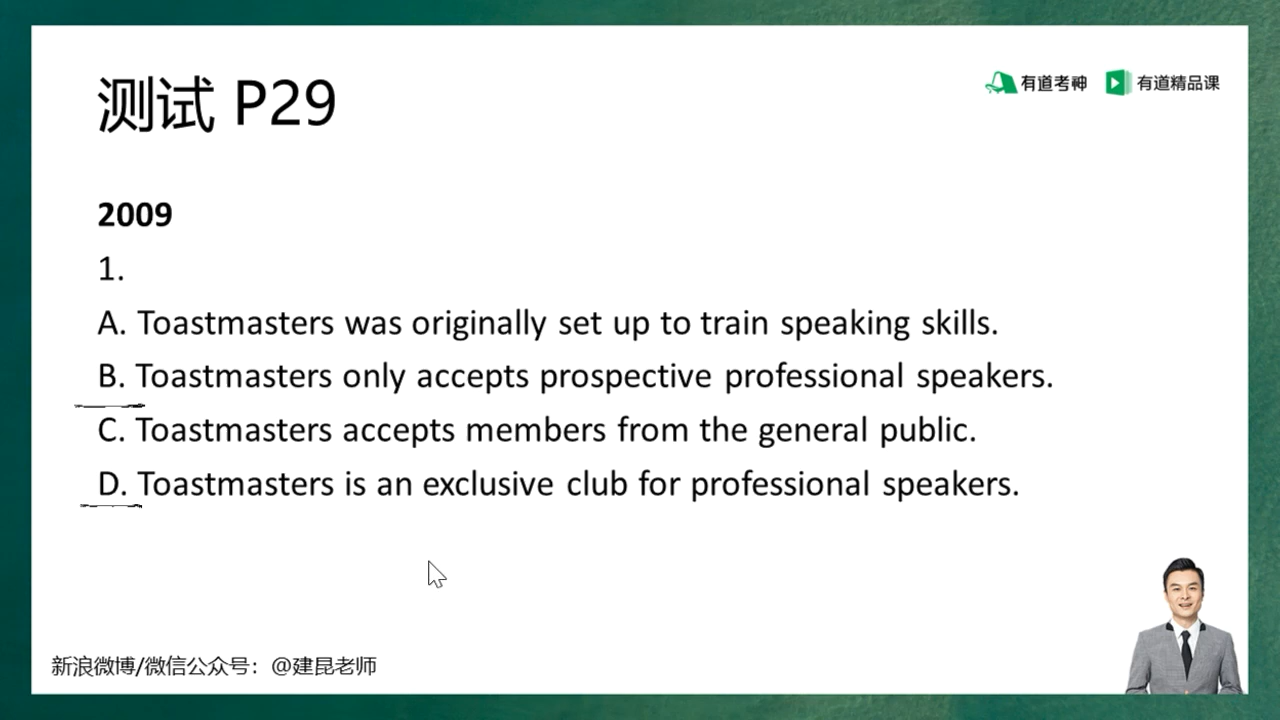 测试 P29
有道考神 有道精品课
2009
1.
A. Toastmasters was originally set up to train speaking skills.
B. Toastmasters only accepts prospective professional speakers.
C. Toastmasters accepts members from the general public.
D. Toastmasters is an exclusive club for professional speakers.
新浪微博/微信公众号：@建昆老师